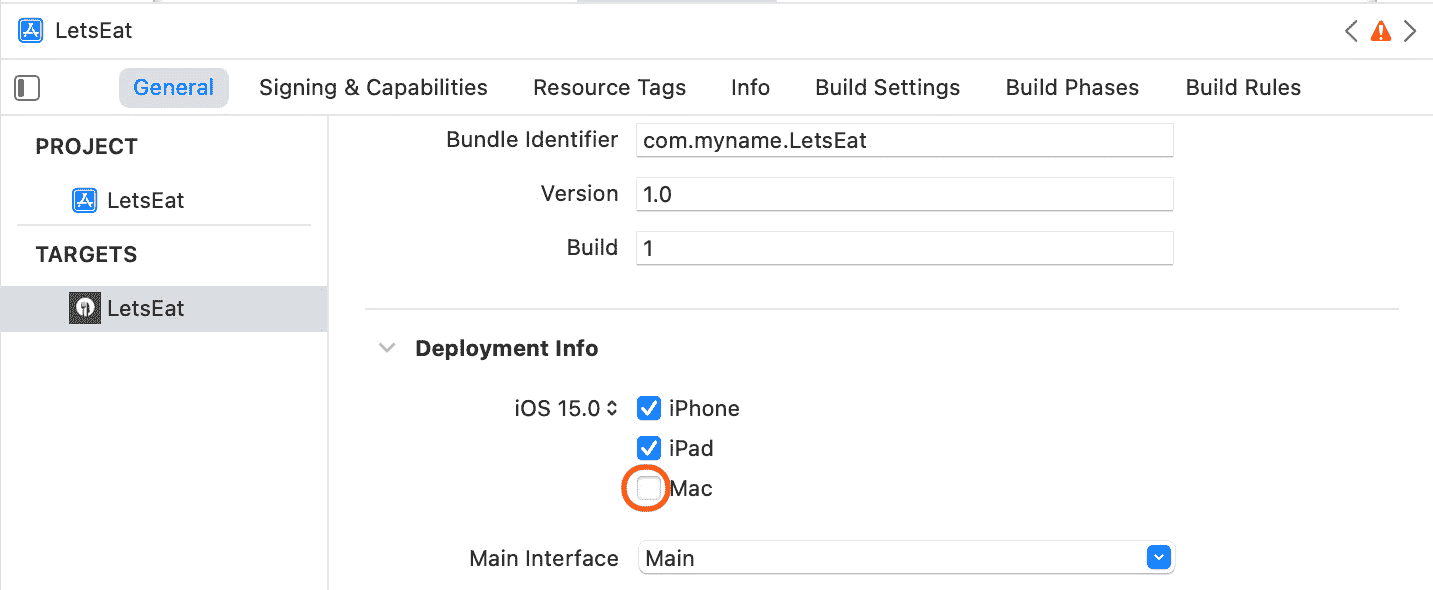 LetsEat
General Signing & Capabilities Resource Tags Info Build Settings Build Phases Build Rules
PROJECT
LetsEat
TARGETS
LetsEat
Bundle Identifier com.myname.LetsEat
Version 1.0
Build 1
Deployment Info
iOS 15.0 iPhone
iPad
Mac
Main Interface Main